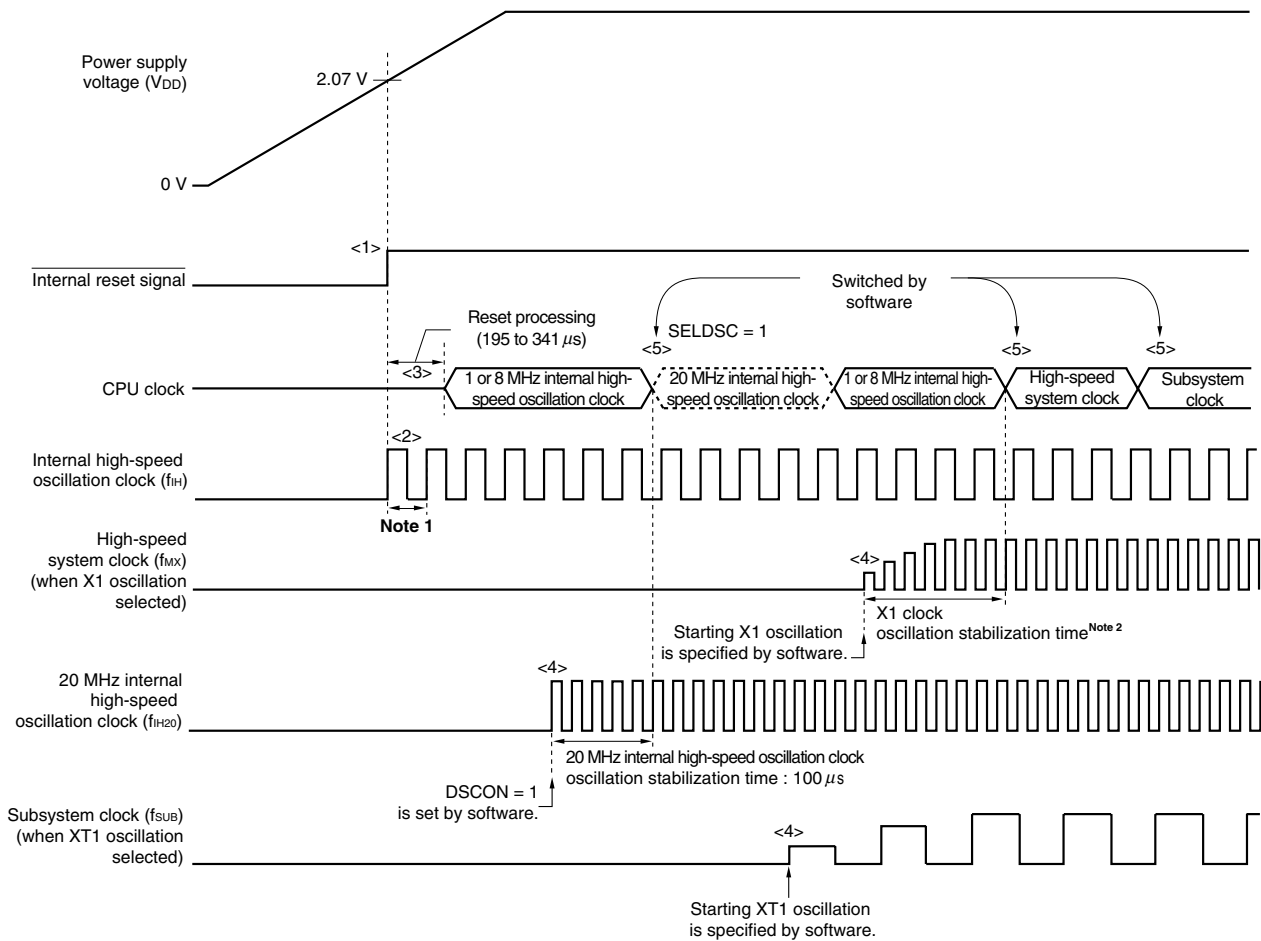 Power supply
voltage (VDD)
2.07 V
0 V
<1>
Internal reset signal
Switched by
software
Reset processing
(195 to 341 μs)
SELDSC = 1
<3>
<5>
<5>
<5>
CPU clock
1 or 8 MHz internal high-
speed oscillation clock
20 MHz internal high-
speed oscillation clock
1 or 8 MHz internal high-
speed oscillation clock
High-speed
system clock
Subsystem
clock
<2>
Internal high-speed
oscillation clock (fIH)
Note 1
High-speed
system clock (fMX)
(when X1 oscillation
selected)
<4>
X1 clock
oscillation stabilization time Note 2
Starting X1 oscillation
is specified by software.
<4>
20 MHz internal
high-speed
oscillation clock (fIH20)
20 MHz internal high-speed oscillation clock
oscillation stabilization time : 100 μs
DSCON = 1
is set by software.
Subsystem clock (fSUB)
(when XT1 oscillation
selected)
<4>
Starting XT1 oscillation
is specified by software.